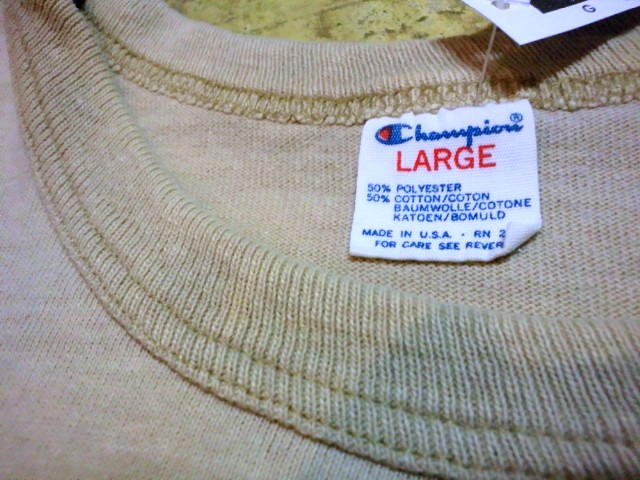 G
Champion®
LARGE
50% POLYESTER
50% COTTON/COTON
BAUMWOLLE/COTONE
KATOEN/BOMULD
MADE IN U.S.A. · RN 2
FOR CARE SEE REVER